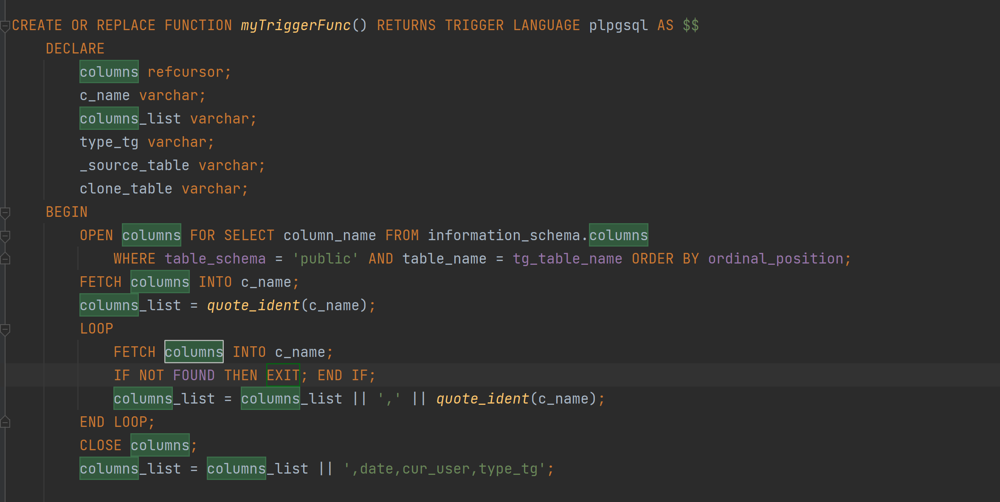 CREATE OR REPLACE FUNCTION myTriggerFunc() RETURNS TRIGGER LANGUAGE plpgsql AS $$
DECLARE
columns refcursor;
c_name varchar;
columns_list varchar;
type_tg varchar;
_source_table varchar;
clone_table varchar;
BEGIN
OPEN columns FOR SELECT column_name FROM information_schema.columns
WHERE table_schema = 'public' AND table_name = tg_table_name ORDER BY ordinal_position;
FETCH columns INTO c_name;
columns_list = quote_ident(c_name);
LOOP
FETCH columns INTO c_name;
IF NOT FOUND THEN EXIT; END IF;
columns_list = columns_list || ',' || quote_ident(c_name);
END LOOP;
CLOSE columns;
columns_list = columns_list || ',date,cur_user,type_tg';